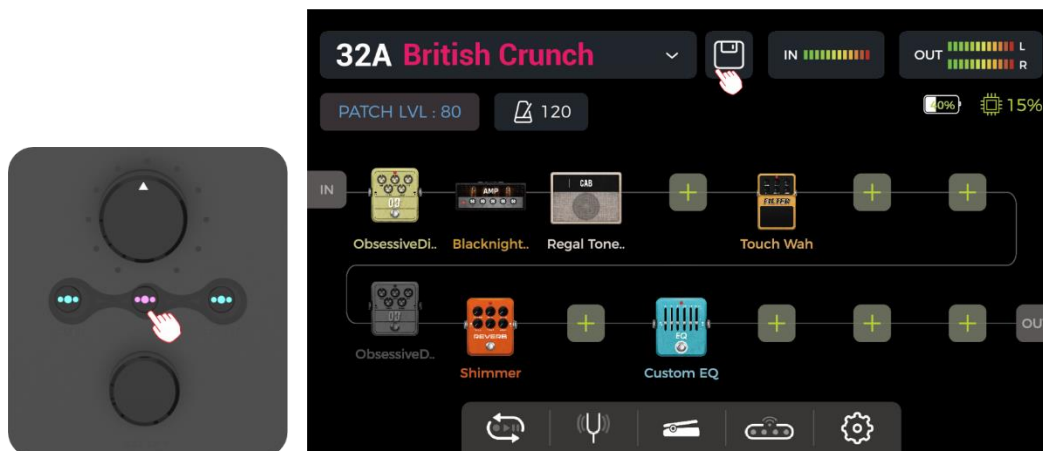 32A British Crunch
IN
OUT
L
R
PATCH LVL : 80
120
40%
15%
IN
AMP
CAB
FILTER
ObsessiveDi..
Blacknight..
Regal Tone..
Touch Wah
REVERB
EQ
OU
ObsessiveD..
Shimmer
Custom EQ